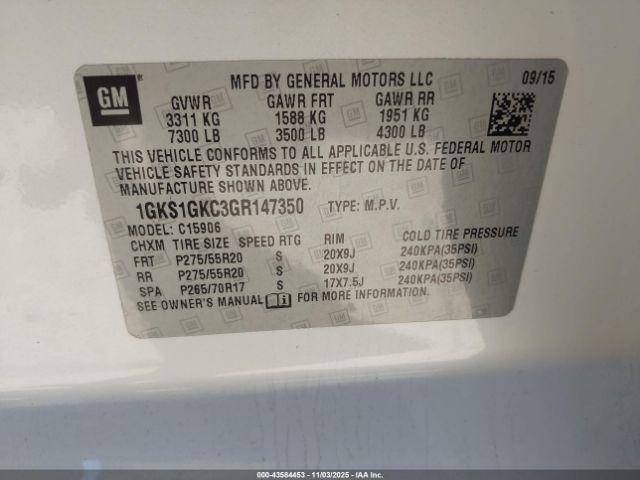 GM
MFD BY GENERAL MOTORS LLC 09/15
GVWR GAWR FRT GAWR RR
3311 KG 1588 KG 1951 KG
7300 LB 3500 LB 4300 LB
THIS VEHICLE CONFORMS TO ALL APPLICABLE U.S. FEDERAL MOTOR
VEHICLE SAFETY STANDARDS IN EFFECT ON THE DATE OF
MANUFACTURE SHOWN ABOVE.
1GKS1GKC3GR147350 TYPE: M.P.V.
MODEL: C15906
CHXM TIRE SIZE SPEED RTG RIM COLD TIRE PRESSURE
FRT P275/55R20 S 20X9J 240KPA(35PSI)
RR P275/55R20 S 20X9J 240KPA(35PSI)
SPA P265/70R17 S 17X7.5J 240KPA(35PSI)
SEE OWNER'S MANUAL FOR MORE INFORMATION.
000-43584453 - 11/03/2025 - IAAI.COM